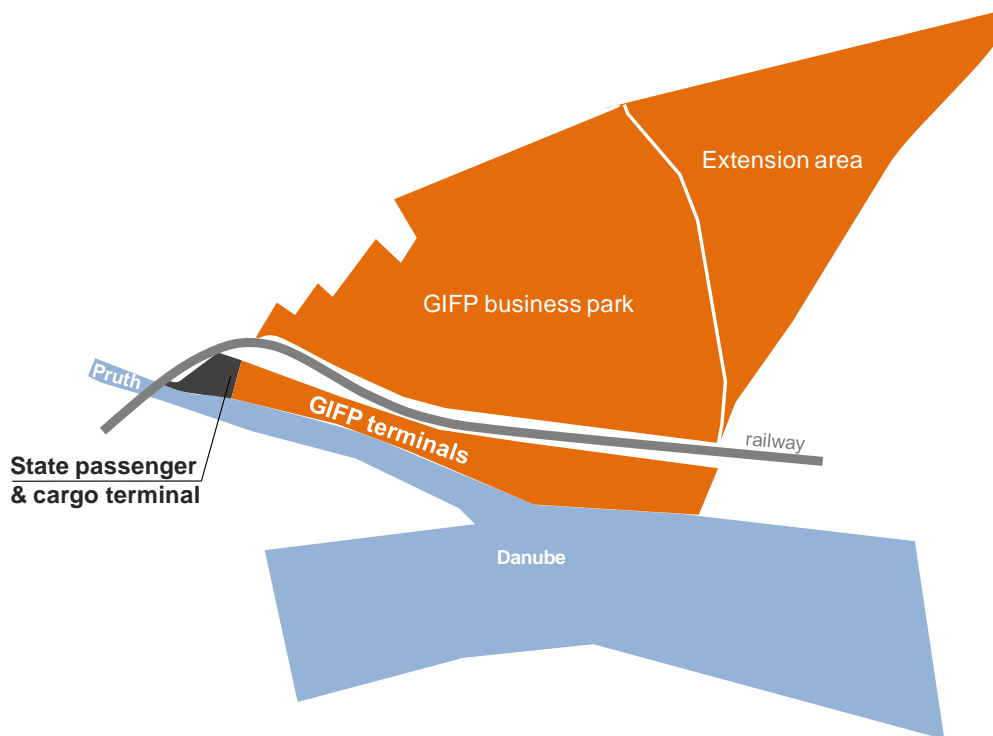 Extension area
GIFP business park
Pruth
GIFP terminals
railway
State passenger
& cargo terminal
Danube